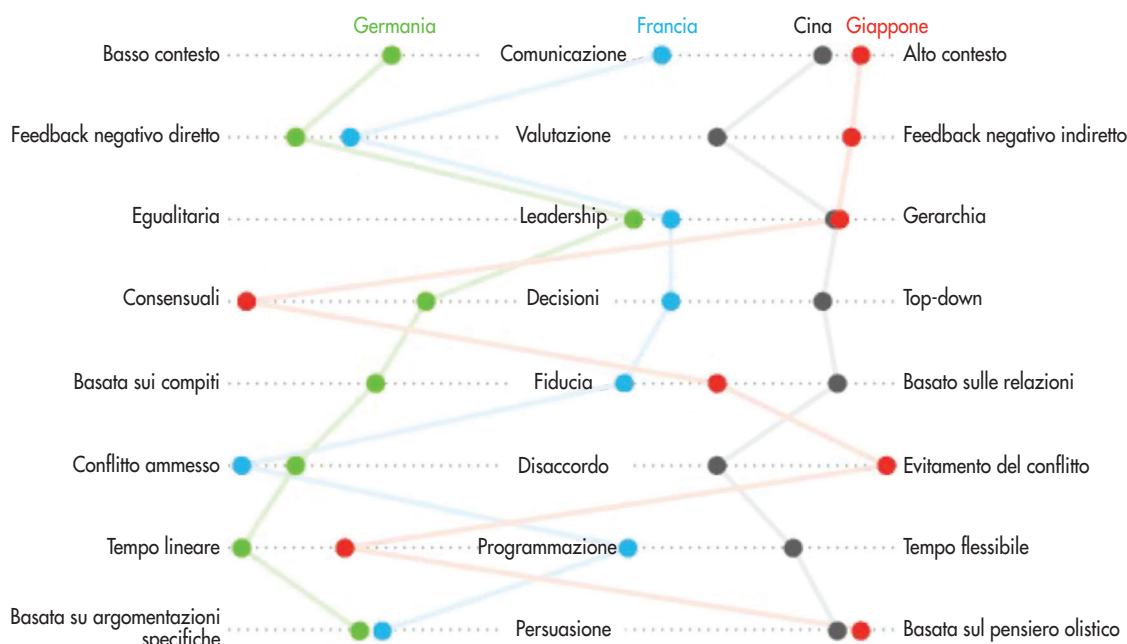 Germania Francia Cina Giappone
Basso contesto Comunicazione Alto contesto
Feedback negativo diretto Valutazione Feedback negativo indiretto
Egualitaria Leadership Gerarchia
Consensuali Decisioni Top-down
Basata sui compiti Fiducia Basato sulle relazioni
Conflitto ammesso Disaccordo Evitamento del conflitto
Tempo lineare Programmazione Tempo flessibile
Basata su argomentazioni
specifiche Persuasione Basata sul pensiero olistico